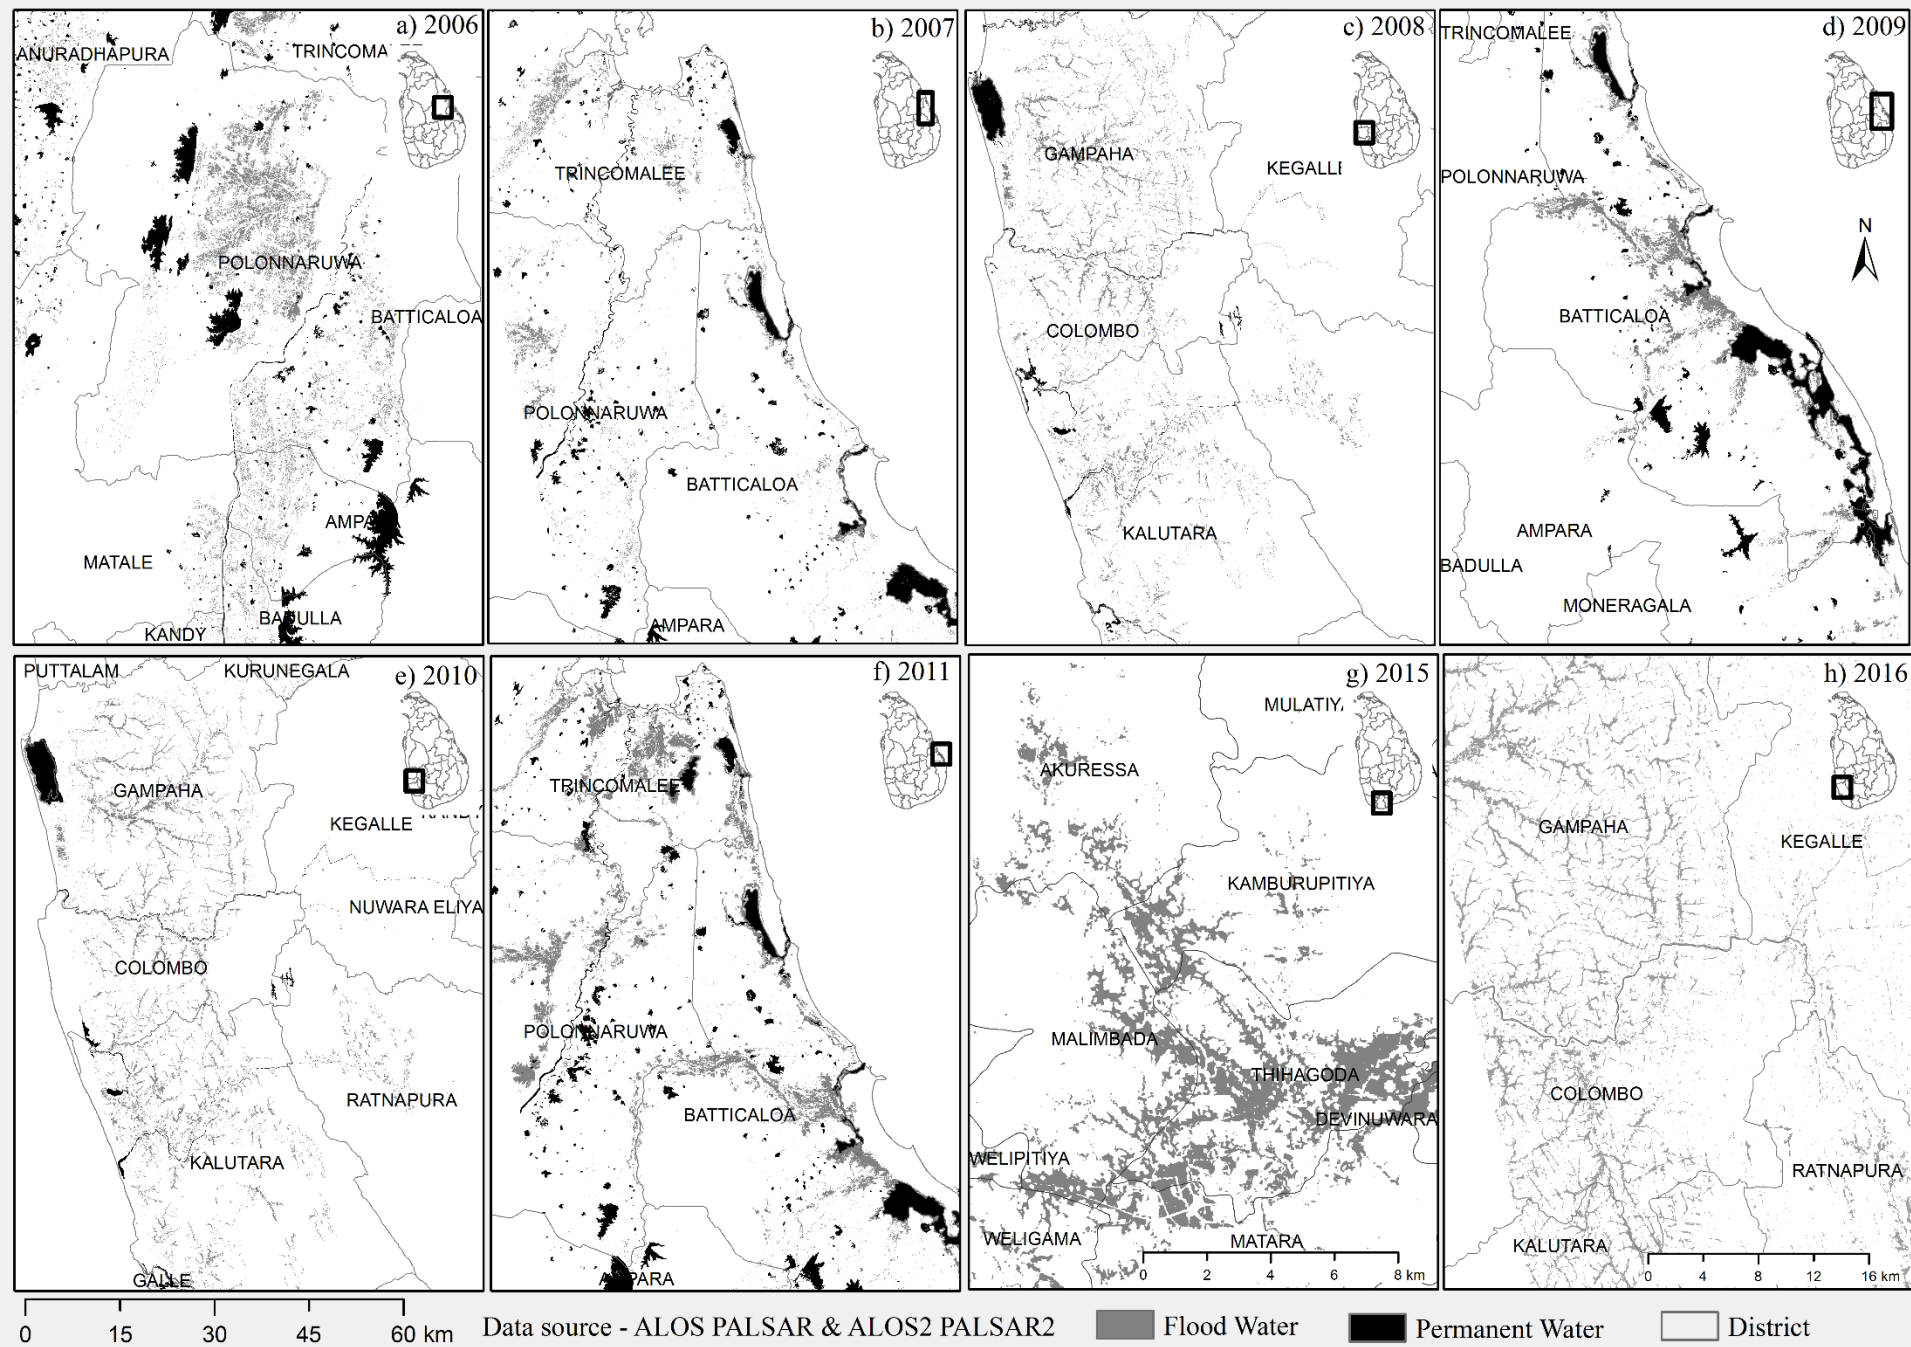 a) 2006
ANURADHAPURA
TRINCOMA
POLONNARUWA
BATTICALOA
AMPARA
MATALE
BADULLA
KANDY
b) 2007
TRINCOMALEE
POLONNARUWA
BATTICALOA
AMPARA
c) 2008
GAMPAHA
KEGALLE
COLOMBO
KALUTARA
d) 2009
TRINCOMALEE
POLONNARUWA
N
BATTICALOA
AMPARA
BADULLA
MONERAGALA
e) 2010
PUTTALAM
KURUNEGALA
GAMPAHA
KEGALLE
NUWARA ELIYA
COLOMBO
RATNAPURA
KALUTARA
GALLE
f) 2011
TRINCOMALEE
POLONNARUWA
BATTICALOA
AMPARA
g) 2015
MULATIY
AKURESSA
KAMBURUPITIYA
MALIMBADA
THIHAGODA
DEVINUWARA
WELIPITIYA
WELIGAMA
MATARA
0 2 4 6 8 km
h) 2016
GAMPAHA
KEGALLE
COLOMBO
RATNAPURA
KALUTARA
0 4 8 12 16 km
0 15 30 45 60 km
Data source - ALOS PALSAR & ALOS2 PALSAR2
Flood Water
Permanent Water
District